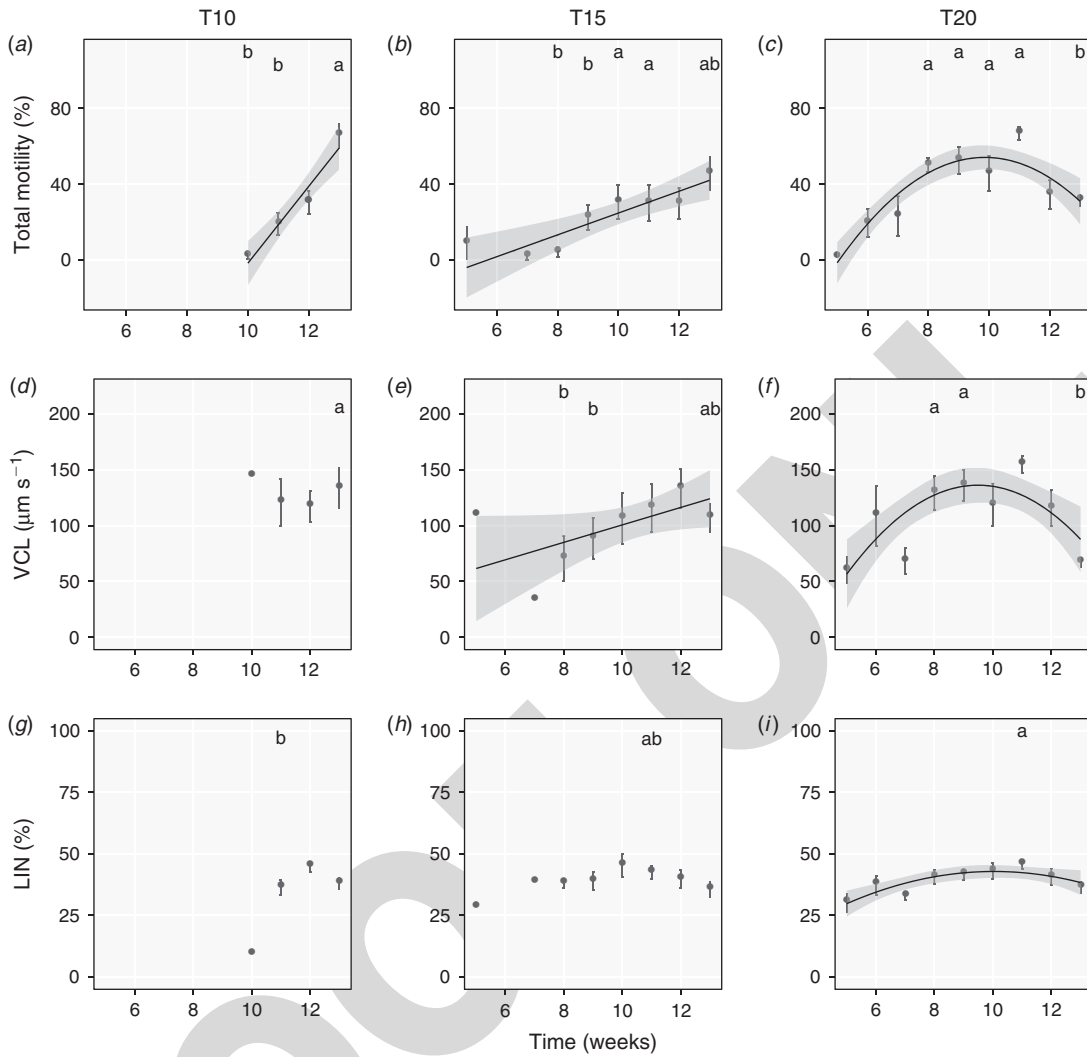 T10 T15 T20
(a) (b) (c)
b b a
b b a a ab
a a a a b
Total motility (%)
80 80 80
40 40 40
0 0 0
6 8 10 12 6 8 10 12 6 8 10 12
(d) (e) (f)
a
b b ab
a a b
VCL (μm s−1)
200 200 200
150 150 150
100 100 100
50 50 50
0 0 0
6 8 10 12 6 8 10 12 6 8 10 12
(g) (h) (i)
b ab a
LIN (%)
100 100 100
75 75 75
50 50 50
25 25 25
0 0 0
6 8 10 12 6 8 10 12 6 8 10 12
Time (weeks)